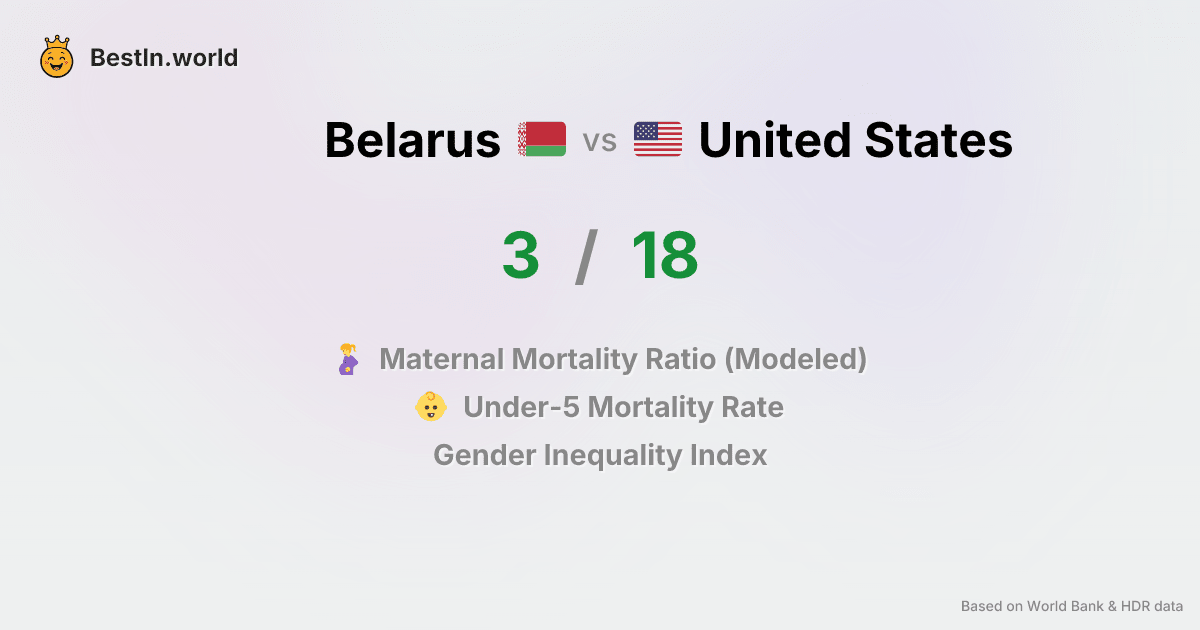 BestIn.world
Belarus vs United States
3 / 18
Maternal Mortality Ratio (Modeled)
Under-5 Mortality Rate
Gender Inequality Index
Based on World Bank & HDR data